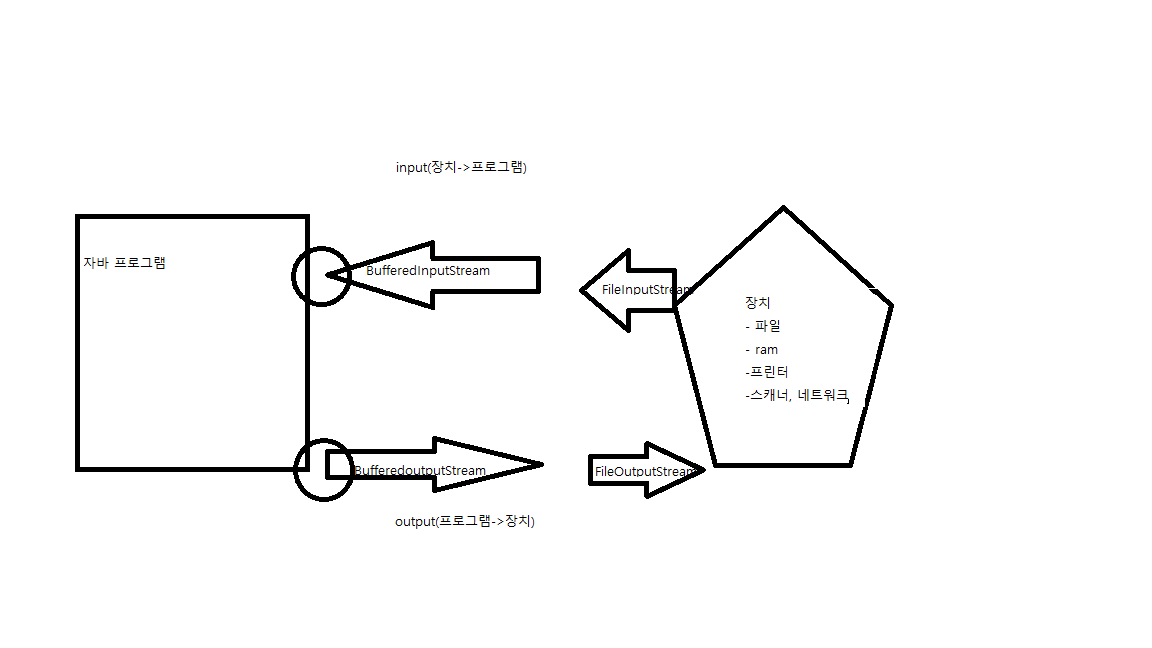 input(장치->프로그램)
자바 프로그램
BufferedInputStream
FileInputStream
장치
- 파일
- ram
-프린터
-스캐너, 네트워크,
BufferedoutputStream
FileOutputStream
output(프로그램->장치)